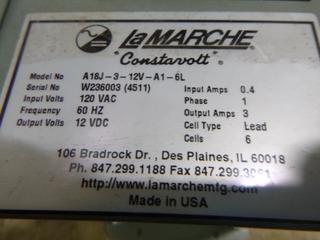 LaMARCHE
Constavolt
Model No A18J-3-12V-A1-6L
Serial No W236003 (4511) Input Amps 0.4
Input Volts 120 VAC Phase 1
Frequency 60 HZ Output Amps 3
Output Volts 12 VDC Cell Type Lead
Cells 6
106 Bradrock Dr., Des Plaines, IL 60018
Ph. 847.299.1188 Fax 847.299.3061
http://www.lamarchemfg.com
Made in USA